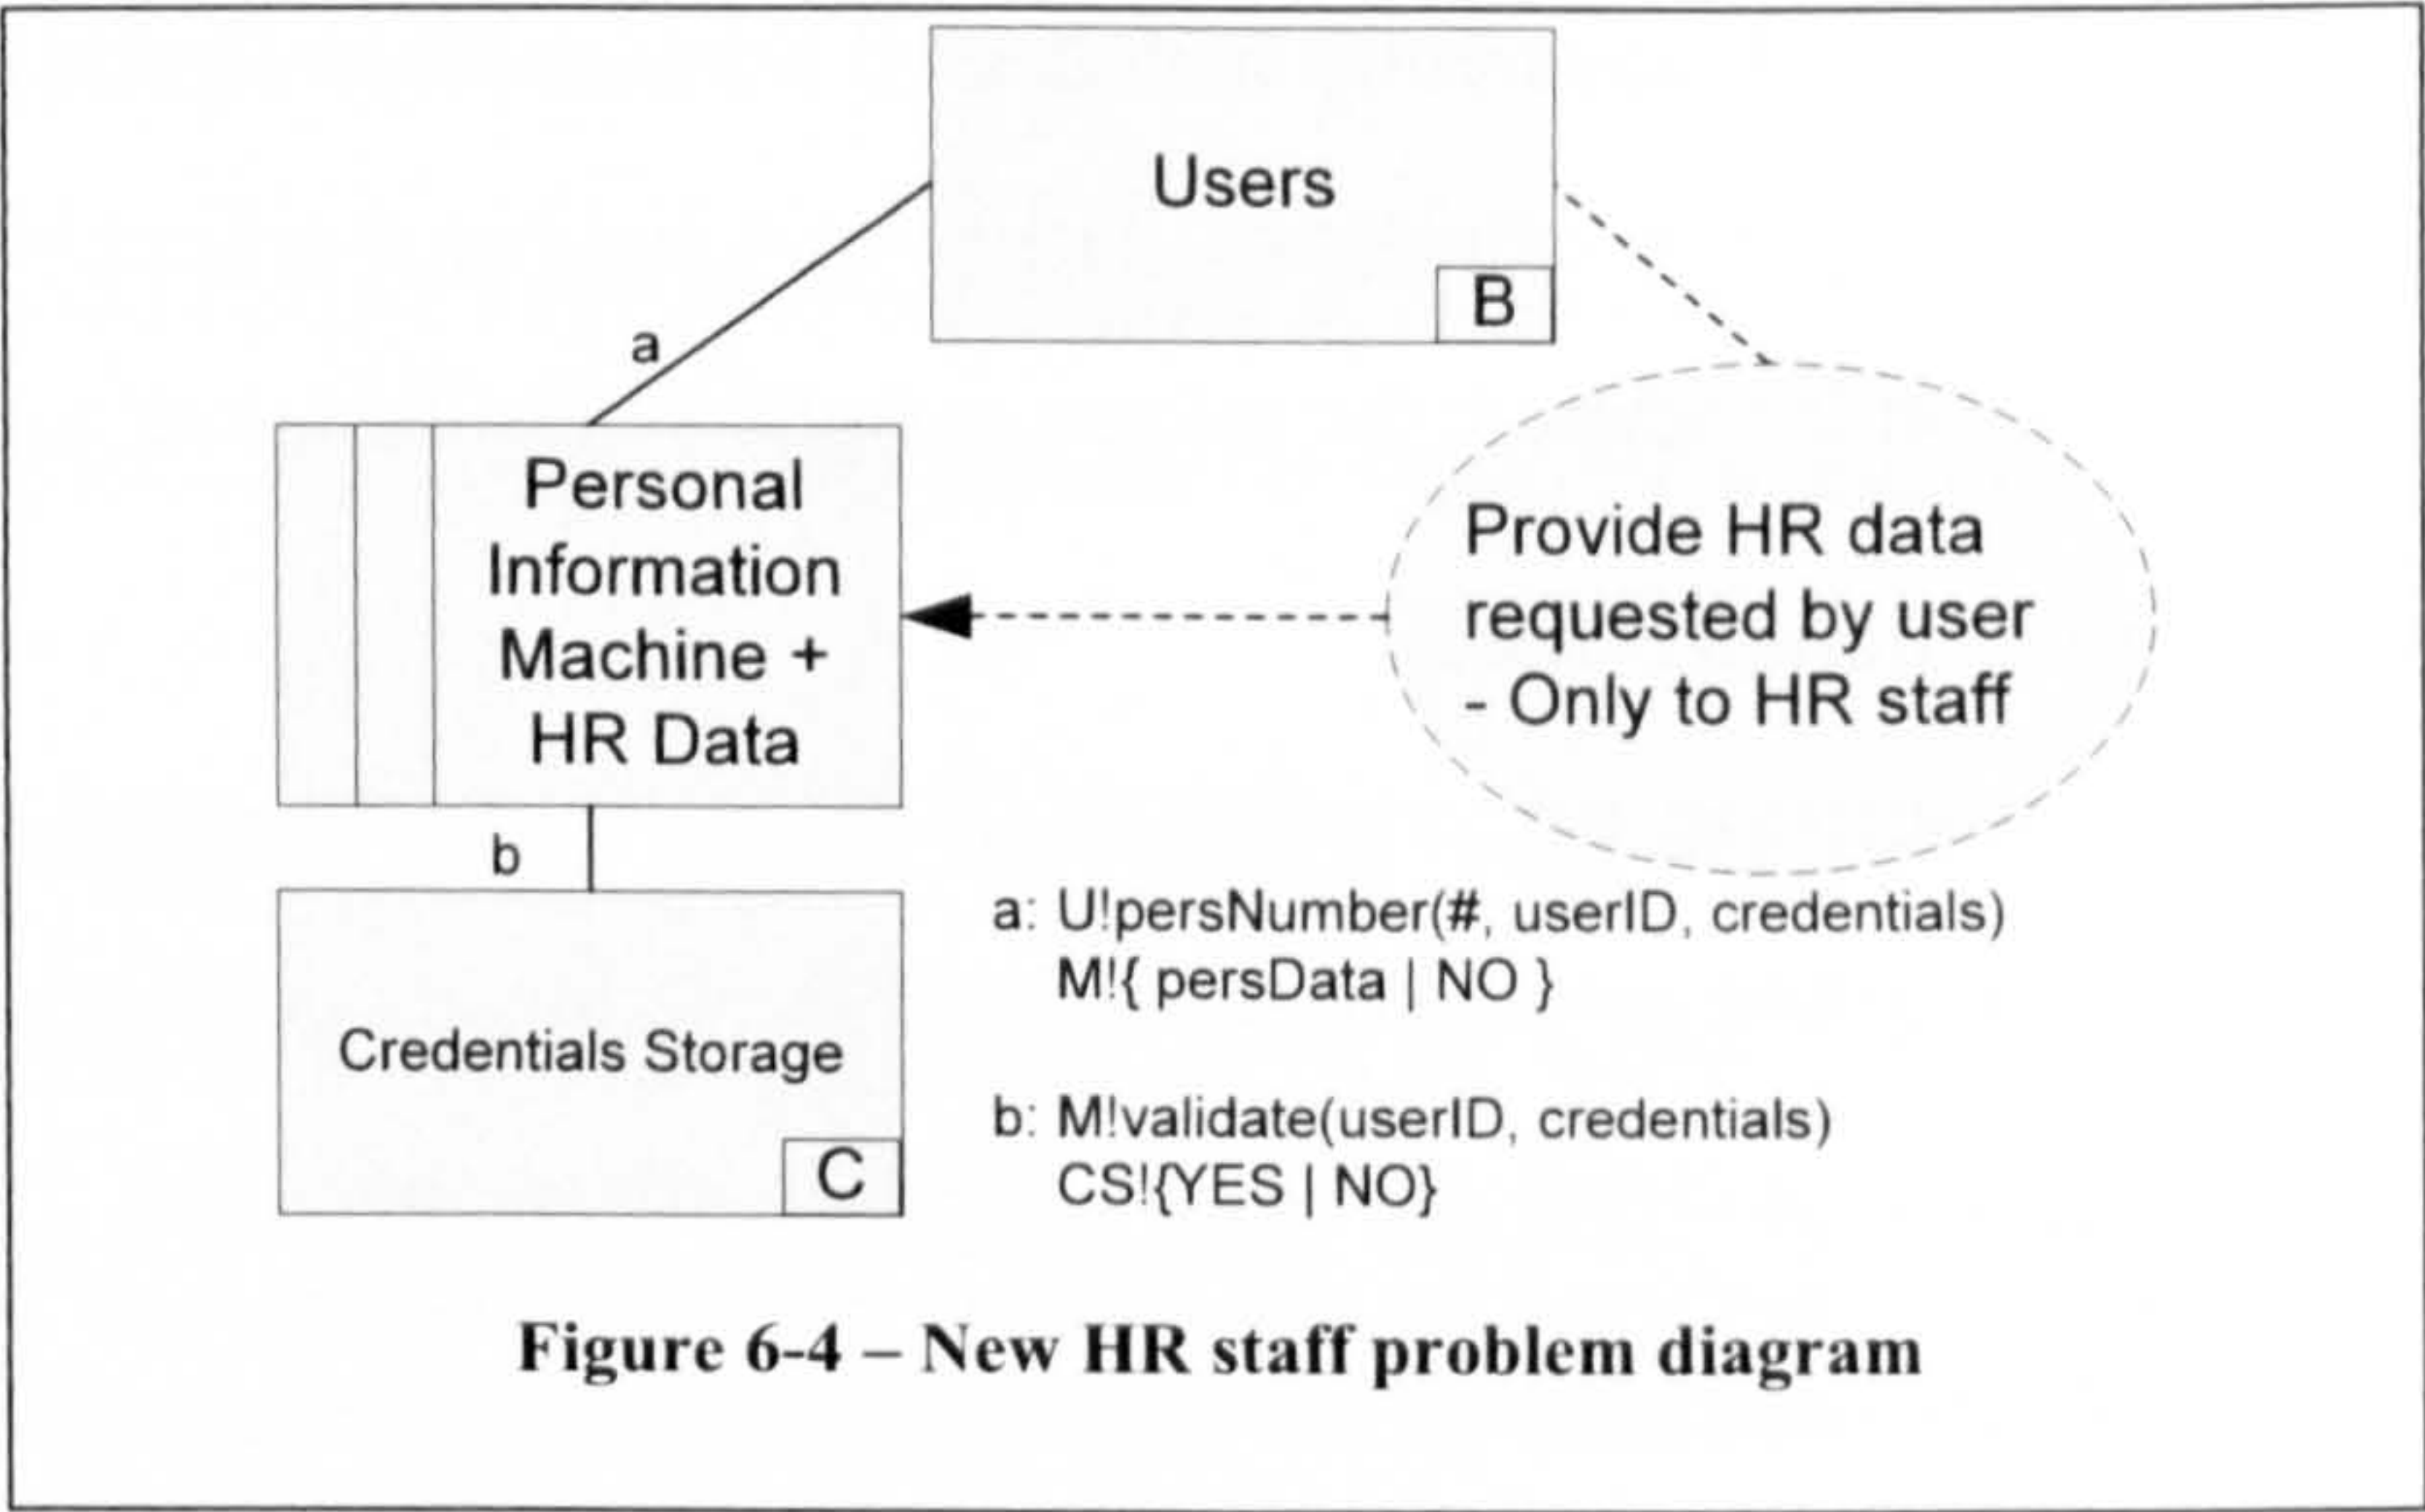 Users
B
a
Personal
Information
Machine +
HR Data
Provide HR data
requested by user
- Only to HR staff
b
Credentials Storage
C
a: U!persNumber(#, userID, credentials)
M!{ persData | NO }
b: M!validate(userID, credentials)
CS!{YES | NO}
Figure 6-4 – New HR staff problem diagram